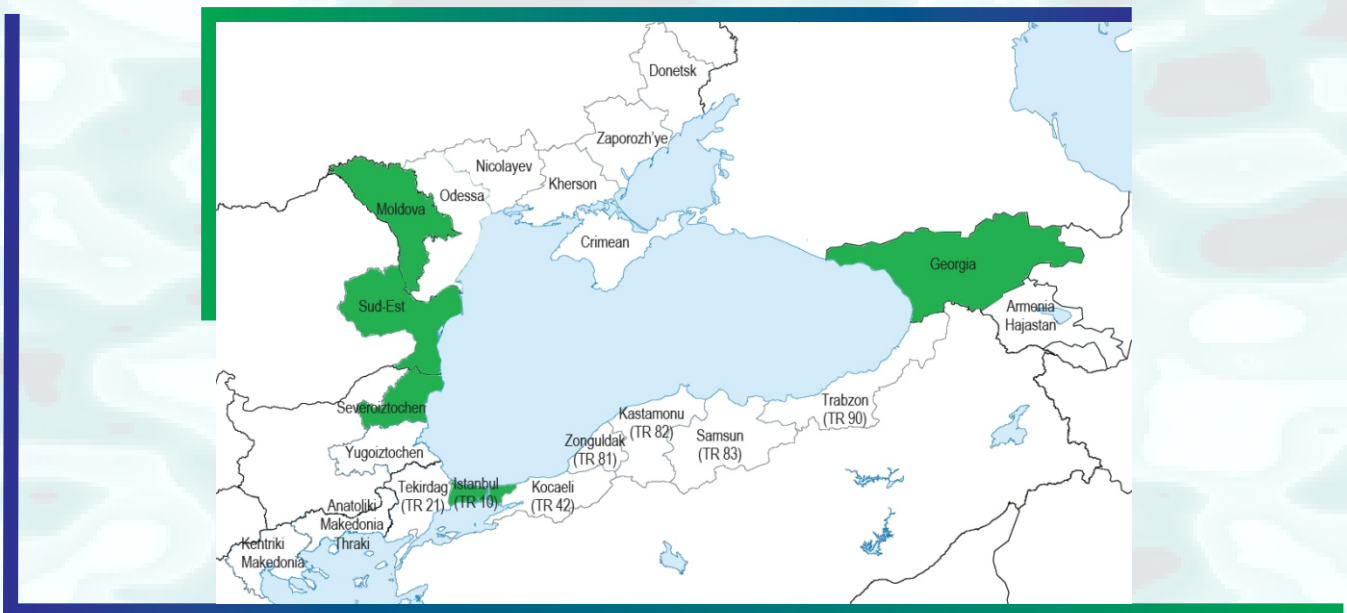 Donetsk
Zaporozh'ye
Nicolayev
Kherson
Odessa
Moldova
Crimean
Georgia
Sud-Est
Armenia
Hajastan
Severoiztochen
Trabzon
(TR 90)
Kastamonu
(TR 82)
Samsun
(TR 83)
Zonguldak
(TR 81)
Yugoiztochen
Tekirdag
(TR 21)
Istanbul
(TR 10)
Kocaeli
(TR 42)
Anatoliki
Makedonia
Thraki
Kentriki
Makedonia